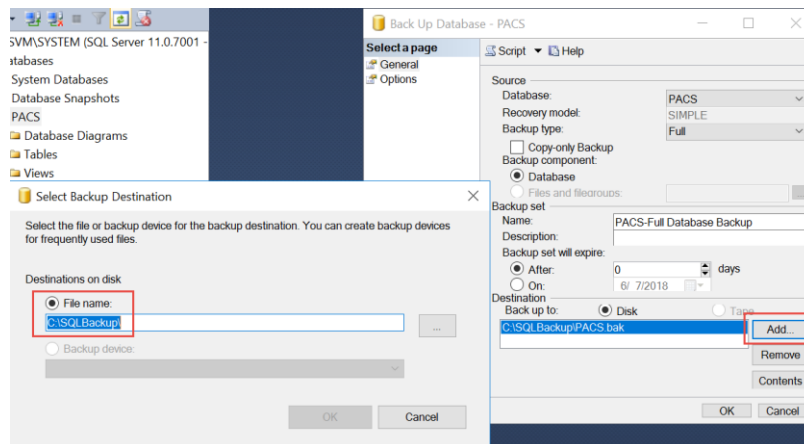 SVM\SYSTEM (SQL Server 11.0.7001 -
atabases
System Databases
Database Snapshots
PACS
Database Diagrams
Tables
Views
Back Up Database - PACS
Select a page
General
Options
Script Help
Source
Database: PACS
Recovery model: SIMPLE
Backup type: Full
Copy-only Backup
Backup component:
Database
Files and filegroups:
Backup set
Name: PACS-Full Database Backup
Description:
Backup set will expire:
After: 0 days
On: 6/ 7/2018
Destination
Back up to: Disk Tape
C:\SQLBackup\PACS.bak
Add...
Remove
Contents
OK Cancel
Select Backup Destination
Select the file or backup device for the backup destination. You can create backup devices
for frequently used files.
Destinations on disk
File name:
C:\SQLBackup\
...
Backup device:
OK Cancel